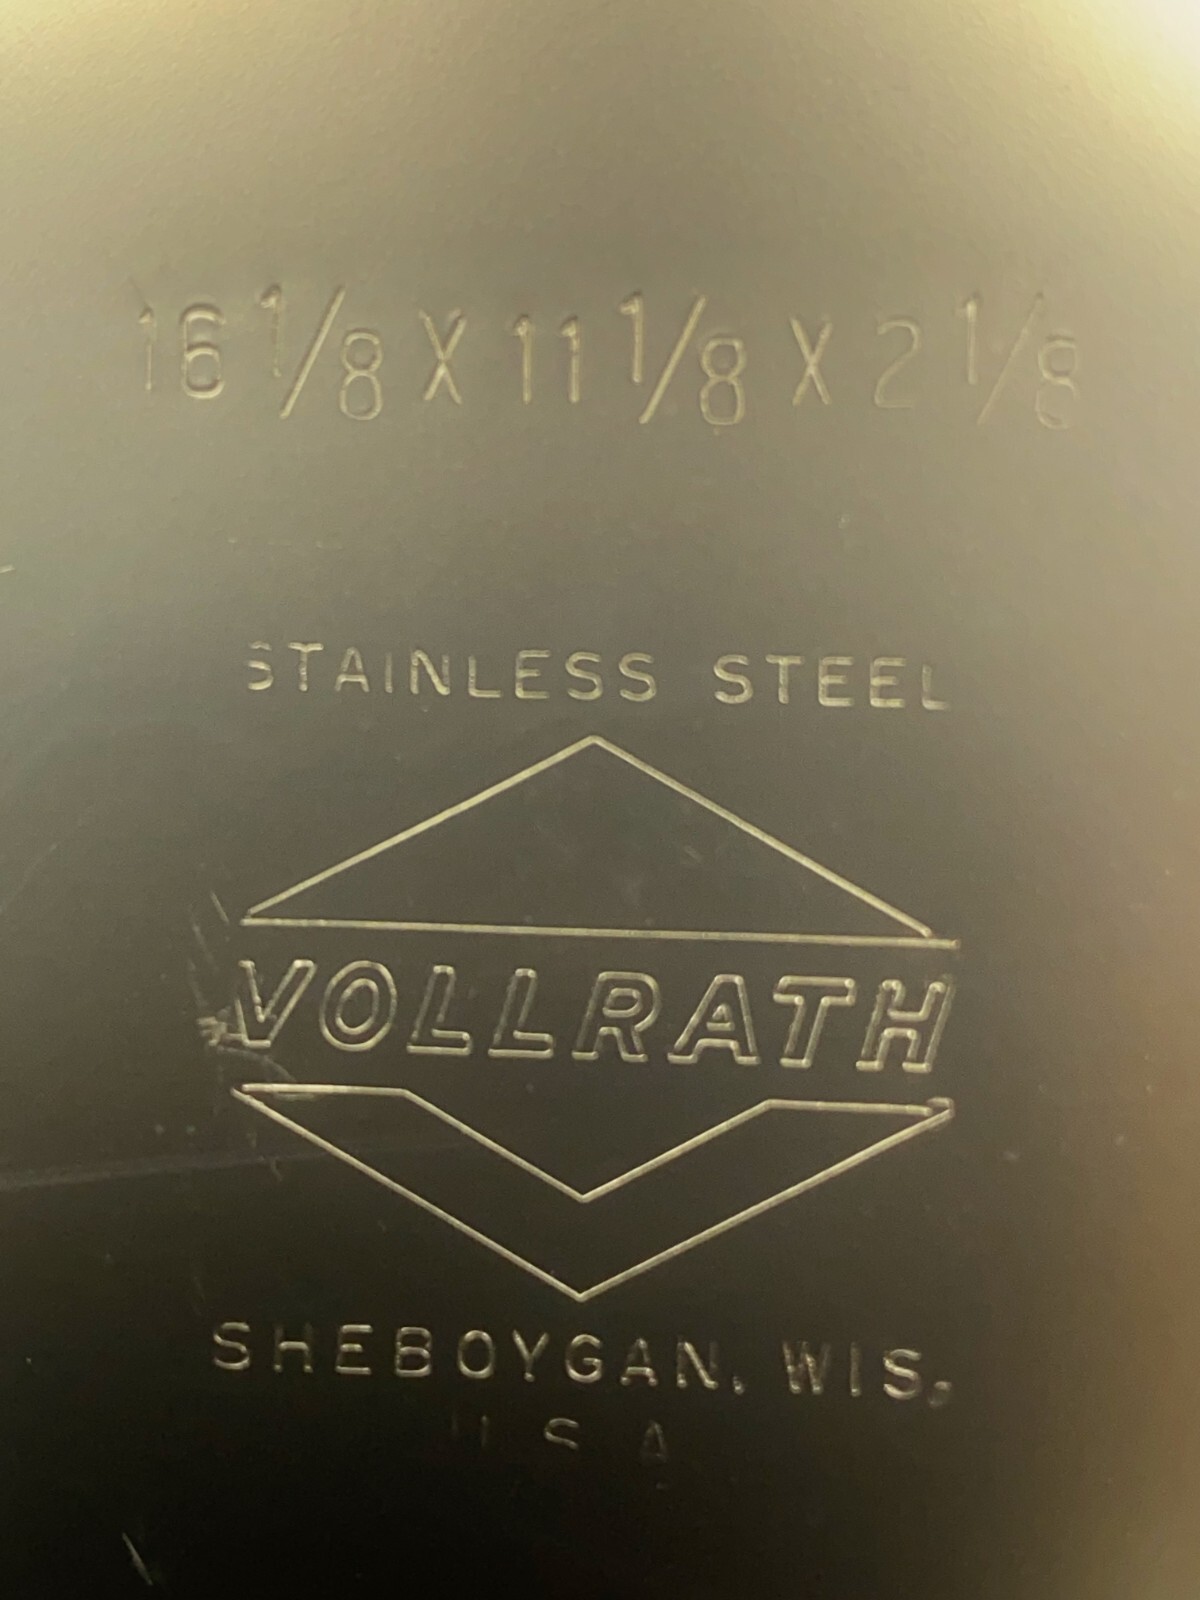 16 1/8 X 11 1/8 X 2 1/8
STAINLESS STEEL
VOLLRATH
SHEBOYGAN, WIS.
U S A